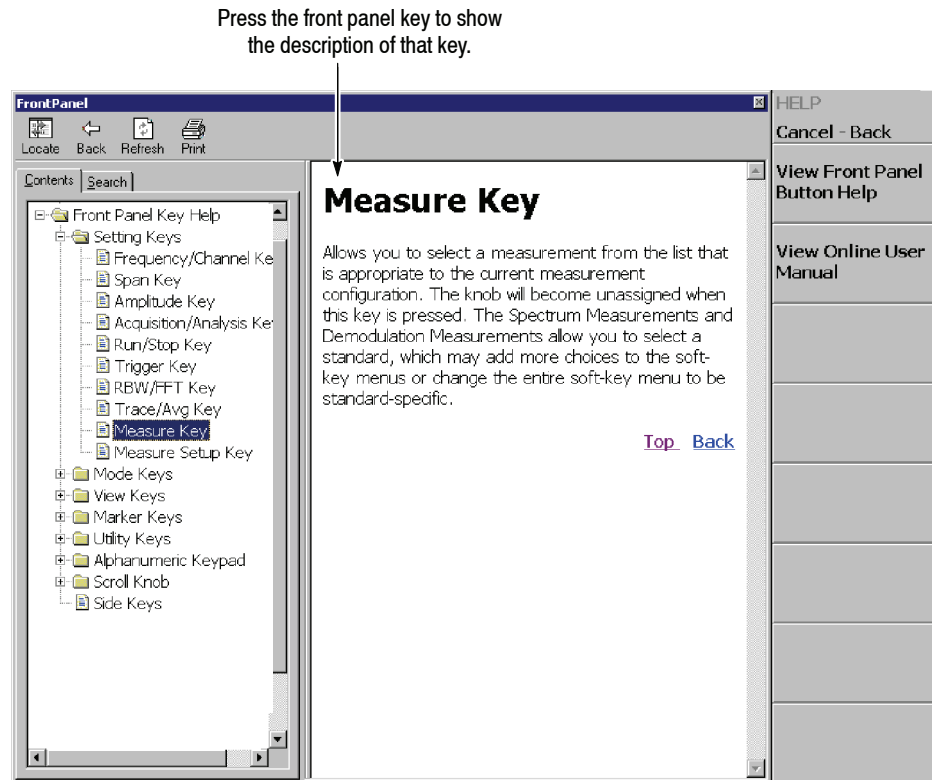 Press the front panel key to show
the description of that key.
FrontPanel
HELP
Cancel - Back
View Front Panel
Button Help
View Online User
Manual
Locate Back Refresh Print
Contents Search
Front Panel Key Help
Setting Keys
Frequency/Channel Ke
Span Key
Amplitude Key
Acquisition/Analysis Ke
Run/Stop Key
Trigger Key
RBW/FFT Key
Trace/Avg Key
Measure Key
Measure Setup Key
Mode Keys
View Keys
Marker Keys
Utility Keys
Alphanumeric Keypad
Scroll Knob
Side Keys
Measure Key
Allows you to select a measurement from the list that
is appropriate to the current measurement
configuration. The knob will become unassigned when
this key is pressed. The Spectrum Measurements and
Demodulation Measurements allow you to select a
standard, which may add more choices to the soft-
key menus or change the entire soft-key menu to be
standard-specific.
Top Back